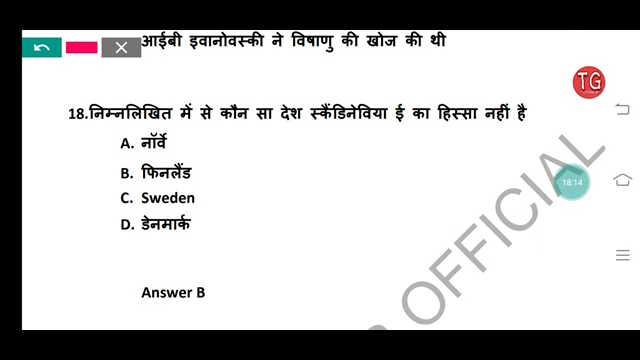 आईबी इवानोवस्की ने विषाणु की खोज की थी
TG
18.निम्नलिखित में से कौन सा देश स्कैंडिनेविया ई का हिस्सा नहीं है
A. नॉर्वे
B. फिनलैंड
18:14
C. Sweden
D. डेनमार्क
OFFICIAL
Answer B